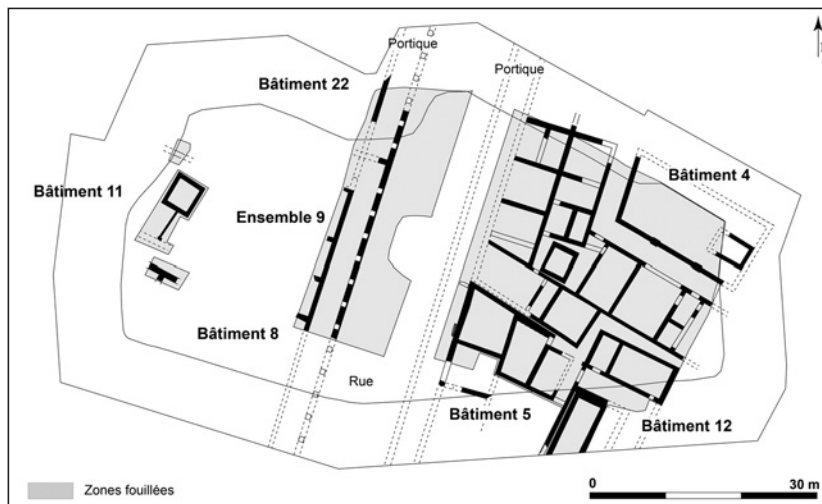 Portique
Portique
Bâtiment 22
Bâtiment 4
Bâtiment 11
Ensemble 9
Bâtiment 8
Rue
Bâtiment 5
Bâtiment 12
Zones fouillées
0 30 m